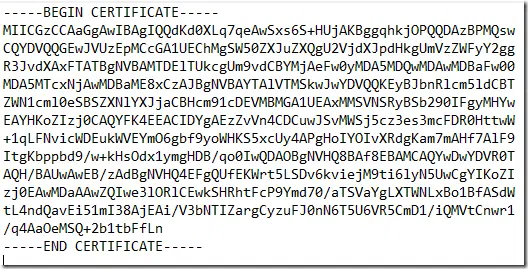 -----BEGIN CERTIFICATE-----
MIICGzCCAaGgAwIBAgIQQdKd0XLq7qeAwSxs6S+HUjAKBggqhkjOPQQDAzBPMQsw
CQYDVQQGEwJVUzEpMCcGA1UEChMgSW50ZXJuZXQgU2VjdXJpdHkgUmVzZWFyY2gg
R3JvdXAxFTATBgNVBAMTDElTUkcgUm9vdCBYMjAeFw0yMDA5MDQwMDAwMDBaFw00
MDA5MTcxNjAwMDBaME8xCzAJBgNVBAYTAlVTMSkwJwYDVQQKEyBJbnRlcm5ldCBT
ZWN1cml0eSBSZXNlYXJjaCBHcm91cDEVMBMGA1UEAxMMSVNSRyBSb290IFgyMHYw
EAYHKoZIzj0CAQYFK4EEACIDYgAEzZvVn4CDCuwJSvMWSj5cz3es3mcFDR0HttwW
+1qLFNvicWDEukWVEYmO6gbf9yoWHKS5xcUy4APgHoIYOIvXRdgKam7mAHf7AlF9
ItgKbppbd9/w+kHsOdx1ymgHDB/qo0IwQDAOBgNVHQ8BAf8EBAMCAQYwDwYDVR0T
AQH/BAUwAwEB/zAdBgNVHQ4EFgQUfEKWrt5LSDv6kviejM9ti6lyN5UwCgYIKoZI
zj0EAwMDaAAwZQIwe3lORlCEwkSHRhtFcP9Ymd70/aTSVaYgLXTWNLxBo1BfASdW
tL4ndQavEi51mI38AjEAi/V3bNTIZargCyzuFJ0nN6T5U6VR5CmD1/iQMVtCnwr1
/q4AaOeMSQ+2b1tbFfLn
-----END CERTIFICATE-----